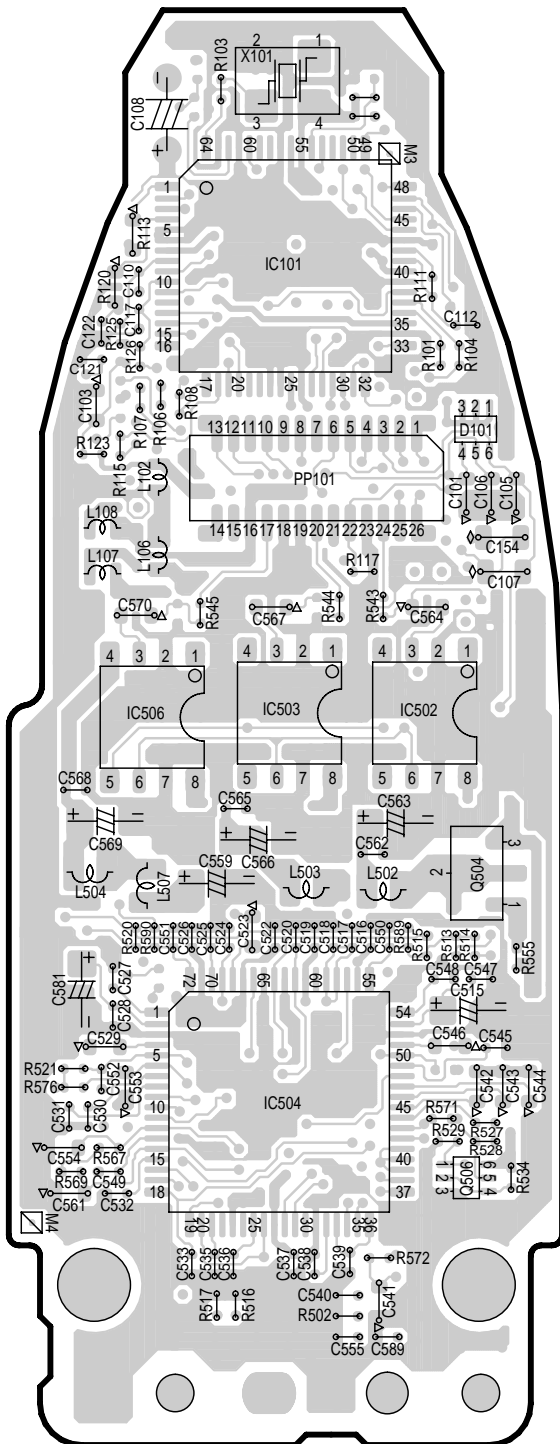 R103
2 1
X101
3 4
C108
− +
64 60 55 50 49
M3
1 48
R113
5 45
IC101
R120 C110
10 40
R111
C122 R125 C117
C112
15 35
16 33
R126
R101 R104
C121
17 20 25 30 32
C103
R107 R106 R108
3 2 1
D101
4 5 6
13 12 11 10 9 8 7 6 5 4 3 2 1
R123
R115 L102
PP101
C101 C106 C105
14 15 16 17 18 19 20 21 22 23 24 25 26
L108
L107 L106
C154
R117
C107
C570 R545 C567 R544 R543 C564
4 3 2 1 4 3 2 1 4 3 2 1
IC506 IC503 IC502
5 6 7 8 5 6 7 8 5 6 7 8
C568
C565
C563
+ −
C569
+ −
C566
C562
3
2
1
Q504
L504 L507
C559
+ −
L503 L502
R520 R590 C551 C526 C525 C524 C523 C522 C520 C519 C518 C517 C516 C550 R589 R515 R513 R514 R555
C581
+ −
C527
C528
72 70 65 60 55
C548 C547
1 54
C515
+ −
C529
5 50
C546 C545
R521
R576
C552 C553
IC504
C542 C543 C544
C531 C530
10 45
R571
R527
R529
R528
C554 R567
15 40
R569 C549
1 2 3
Q506
6 5 4
R534
C561 C532
18 37
M4
19 20 25 30 35 36
C533 C535 C536 C537 C538 C539
R572
R517 R516
C540
C541
R502
C555 C589